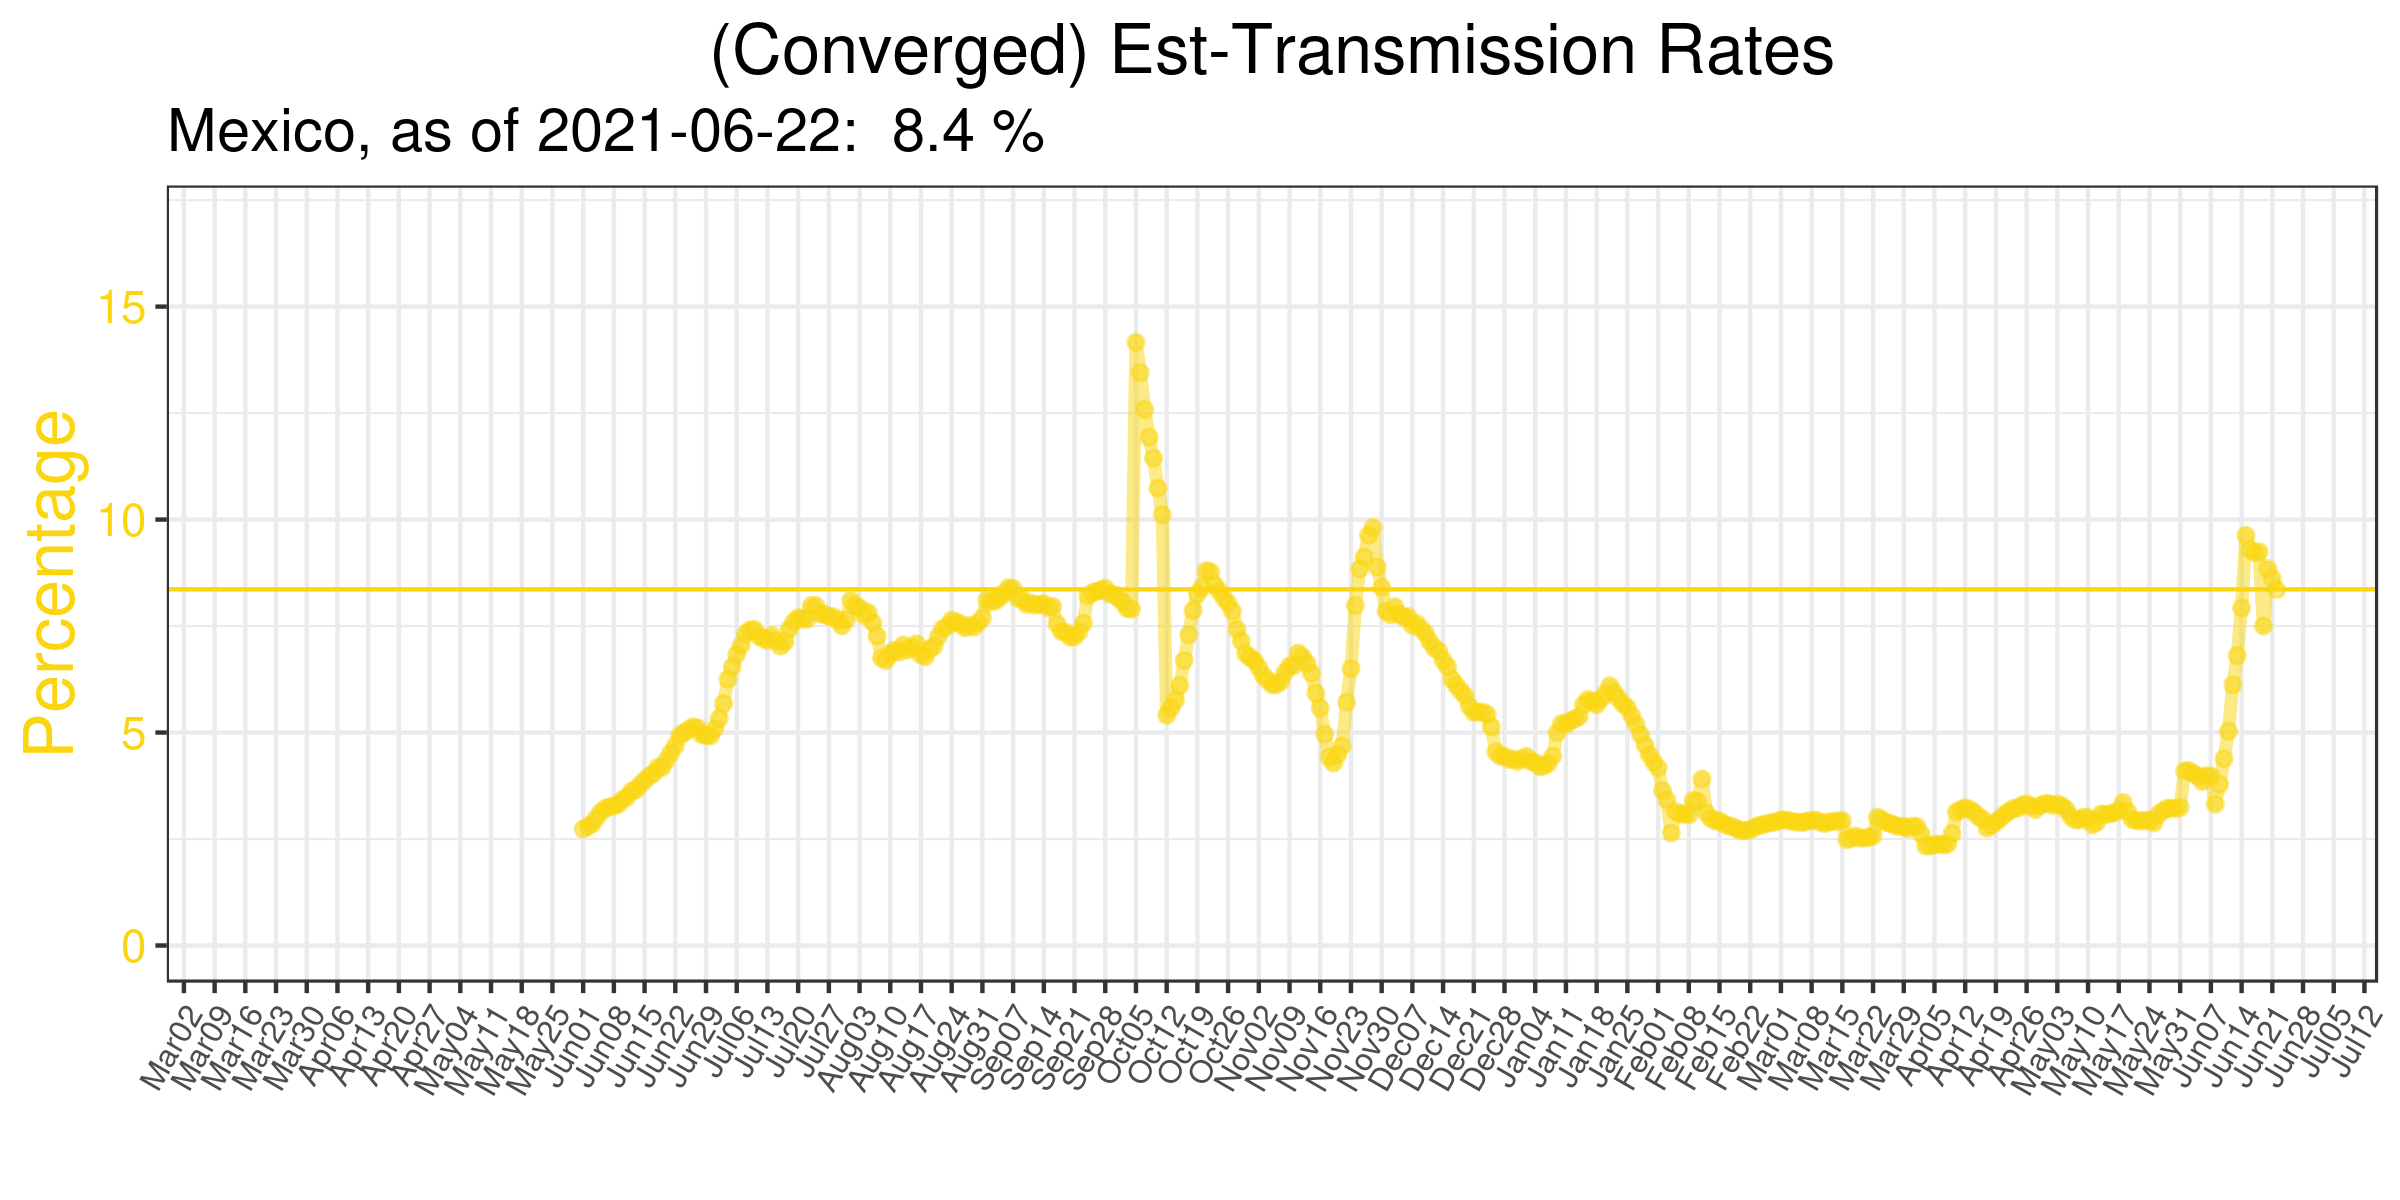 (Converged) Est-Transmission Rates
Mexico, as of 2021-06-22:  8.4 %
Percentage
15
10
5
0
Mar02
Mar09
Mar16
Mar23
Mar30
Apr06
Apr13
Apr20
Apr27
May04
May11
May18
May25
Jun01
Jun08
Jun15
Jun22
Jun29
Jul06
Jul13
Jul20
Jul27
Aug03
Aug10
Aug17
Aug24
Aug31
Sep07
Sep14
Sep21
Sep28
Oct05
Oct12
Oct19
Oct26
Nov02
Nov09
Nov16
Nov23
Nov30
Dec07
Dec14
Dec21
Dec28
Jan04
Jan11
Jan18
Jan25
Feb01
Feb08
Feb15
Feb22
Mar01
Mar08
Mar15
Mar22
Mar29
Apr05
Apr12
Apr19
Apr26
May03
May10
May17
May24
May31
Jun07
Jun14
Jun21
Jun28
Jul05
Jul12